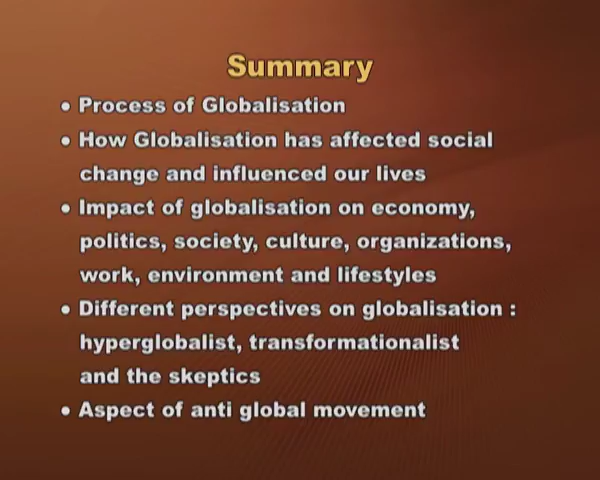 Summary
• Process of Globalisation
• How Globalisation has affected social
change and influenced our lives
• Impact of globalisation on economy,
politics, society, culture, organizations,
work, environment and lifestyles
• Different perspectives on globalisation :
hyperglobalist, transformationalist
and the skeptics
• Aspect of anti global movement